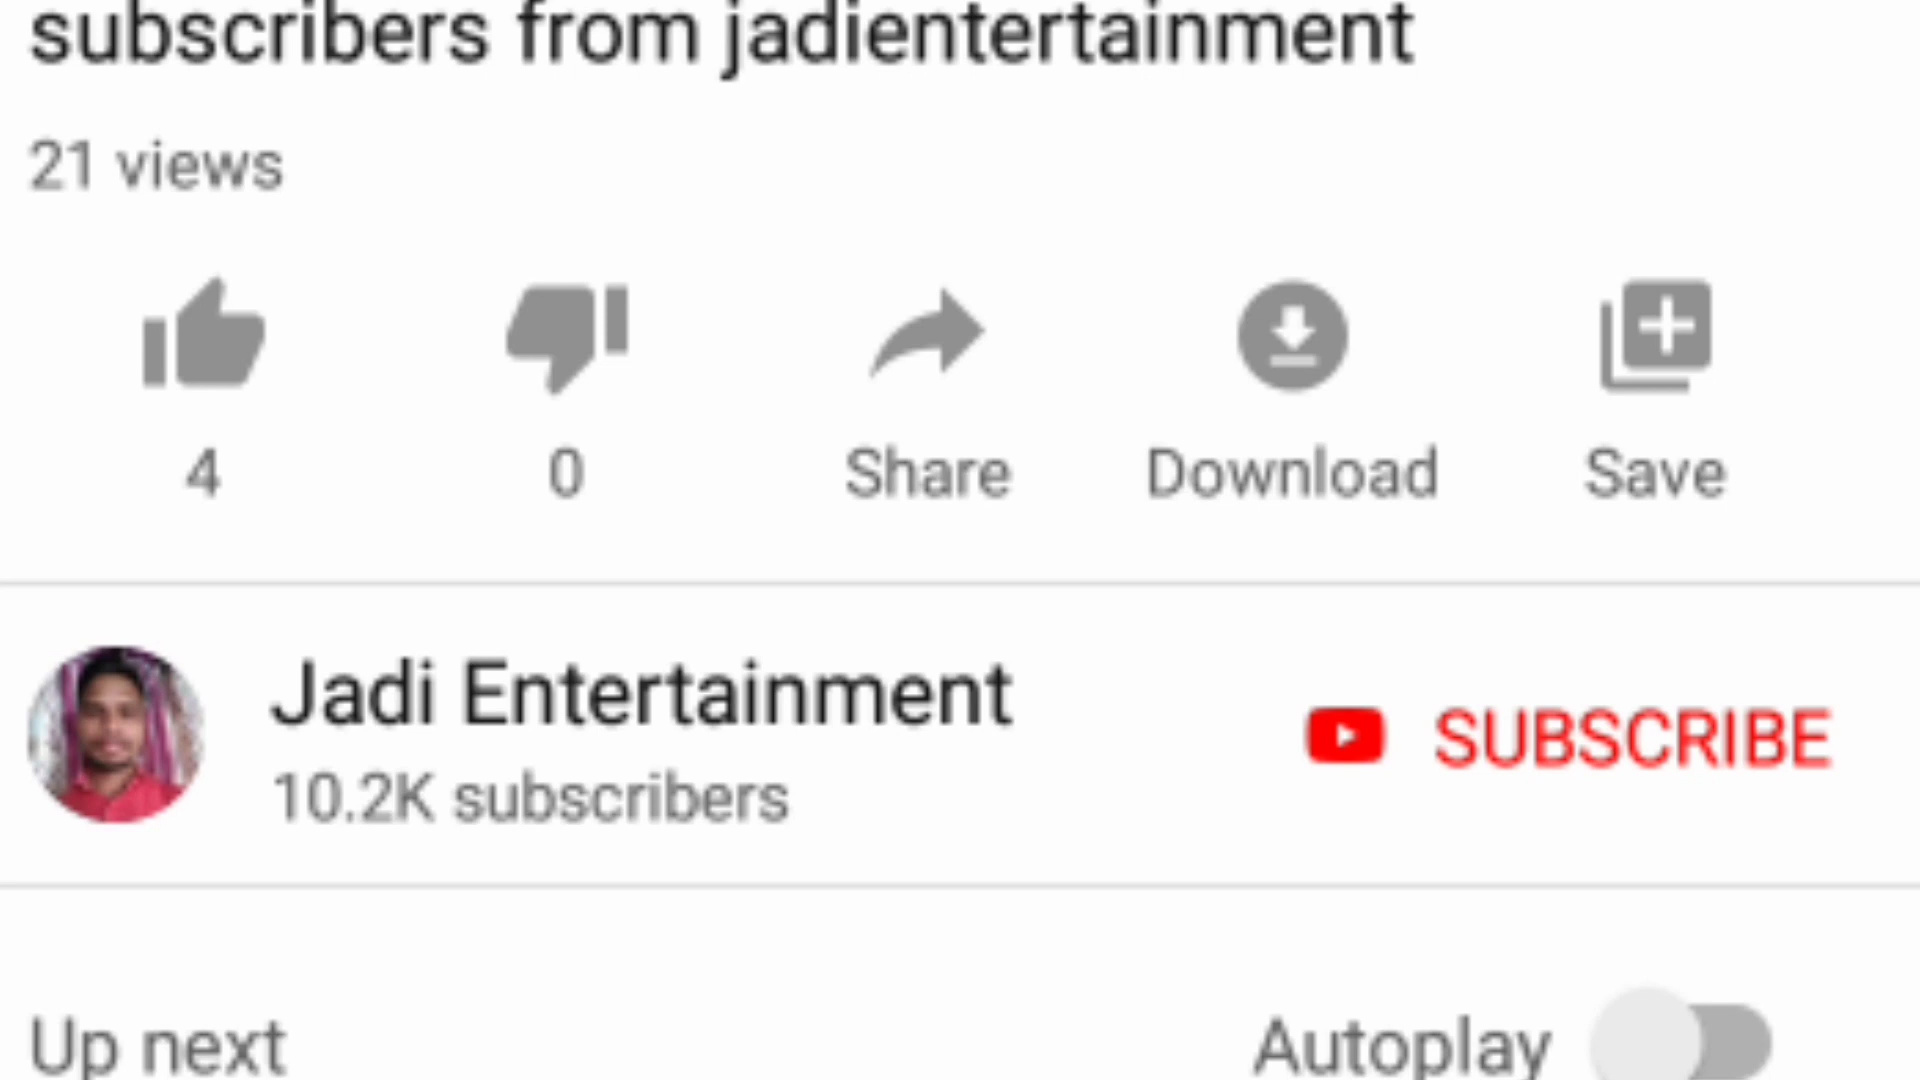 subscribers from jadientertainment
21 views
4 0 Share Download Save
Jadi Entertainment
10.2K subscribers
SUBSCRIBE
Up next Autoplay